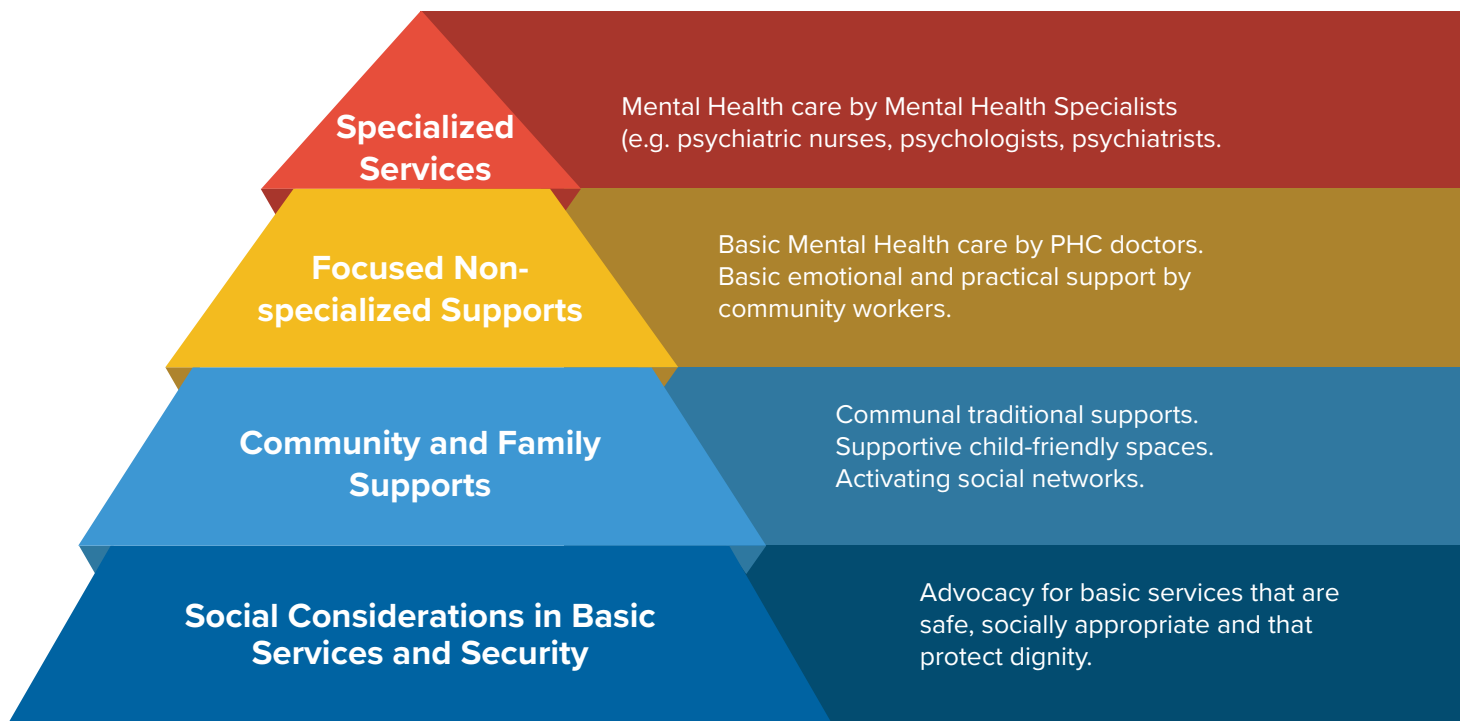 Specialized
Services
Mental Health care by Mental Health Specialists
(e.g. psychiatric nurses, psychologists, psychiatrists.
Focused Non-
specialized Supports
Basic Mental Health care by PHC doctors.
Basic emotional and practical support by
community workers.
Community and Family
Supports
Communal traditional supports.
Supportive child-friendly spaces.
Activating social networks.
Social Considerations in Basic
Services and Security
Advocacy for basic services that are
safe, socially appropriate and that
protect dignity.